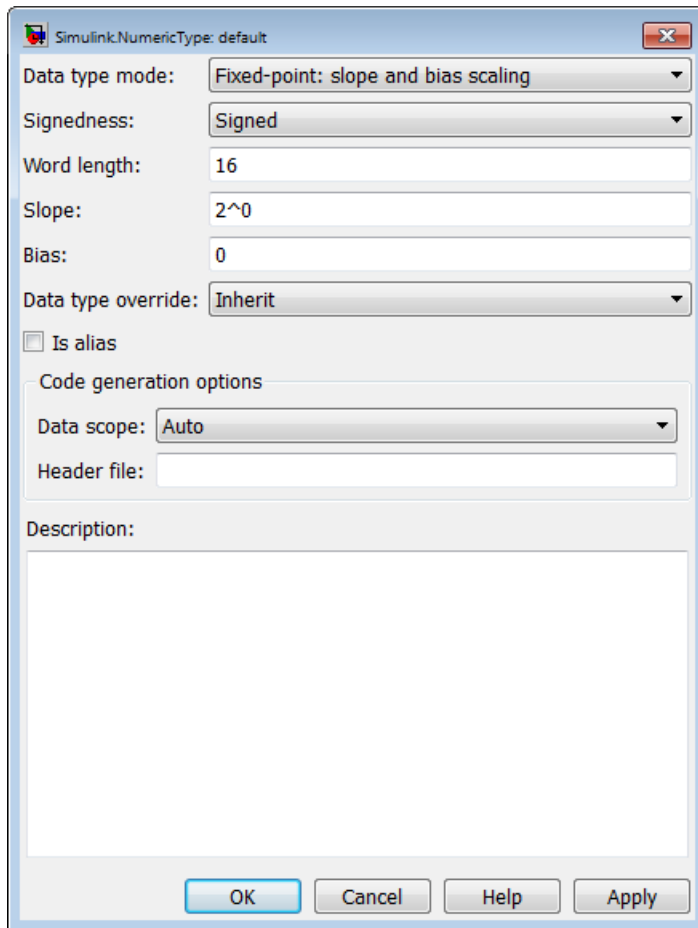 Simulink.NumericType: default
Data type mode: Fixed-point: slope and bias scaling
Signedness: Signed
Word length: 16
Slope: 2^0
Bias: 0
Data type override: Inherit
Is alias
Code generation options
Data scope: Auto
Header file:
Description:
OK Cancel Help Apply